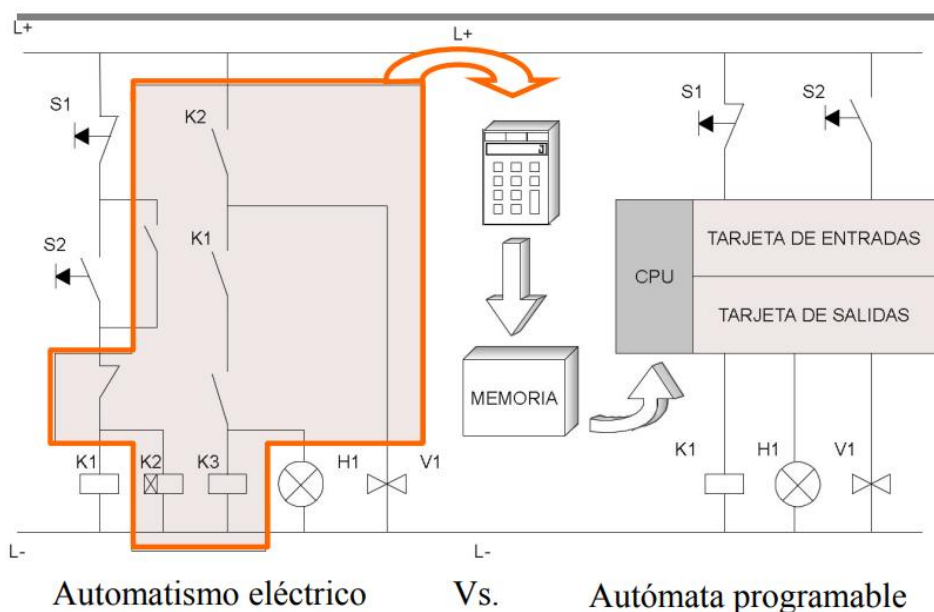 L+
L+
S1
K2
S1
S2
J
S2
K1
CPU
TARJETA DE ENTRADAS
TARJETA DE SALIDAS
MEMORIA
K1
K2
K3
H1
V1
K1
H1
V1
L-
L-
Automatismo eléctrico Vs. Autómata programable